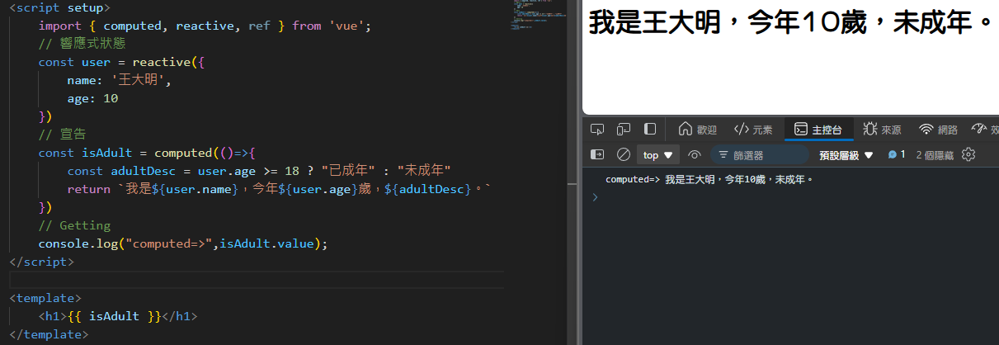 <script setup>
import { computed, reactive, ref } from 'vue';
// 響應式狀態
const user = reactive({
name: '王大明',
age: 10
})
// 宣告
const isAdult = computed(()=>{
const adultDesc = user.age >= 18 ? "已成年" : "未成年"
return `我是${user.name}，今年${user.age}歲，${adultDesc}。`
})
// Getting
console.log("computed=>",isAdult.value);
</script>
<template>
<h1>{{ isAdult }}</h1>
</template>
我是王大明，今年10歲，未成年。
歡迎 元素 主控台 來源 網路
top 篩選器 預設層級 1 2 個隱藏
computed=> 我是王大明，今年10歲，未成年。